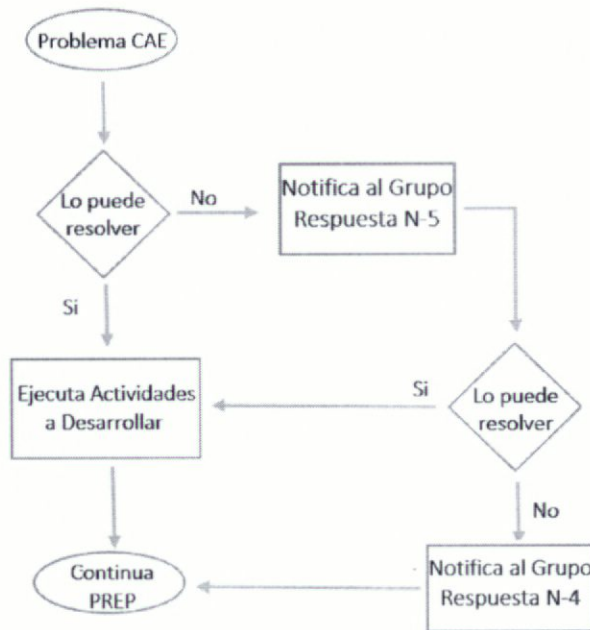 Problema CAE
Lo puede
resolver
No
Notifica al Grupo
Respuesta N-5
Si
Ejecuta Actividades
a Desarrollar
Si
Lo puede
resolver
No
Continua
PREP
Notifica al Grupo
Respuesta N-4